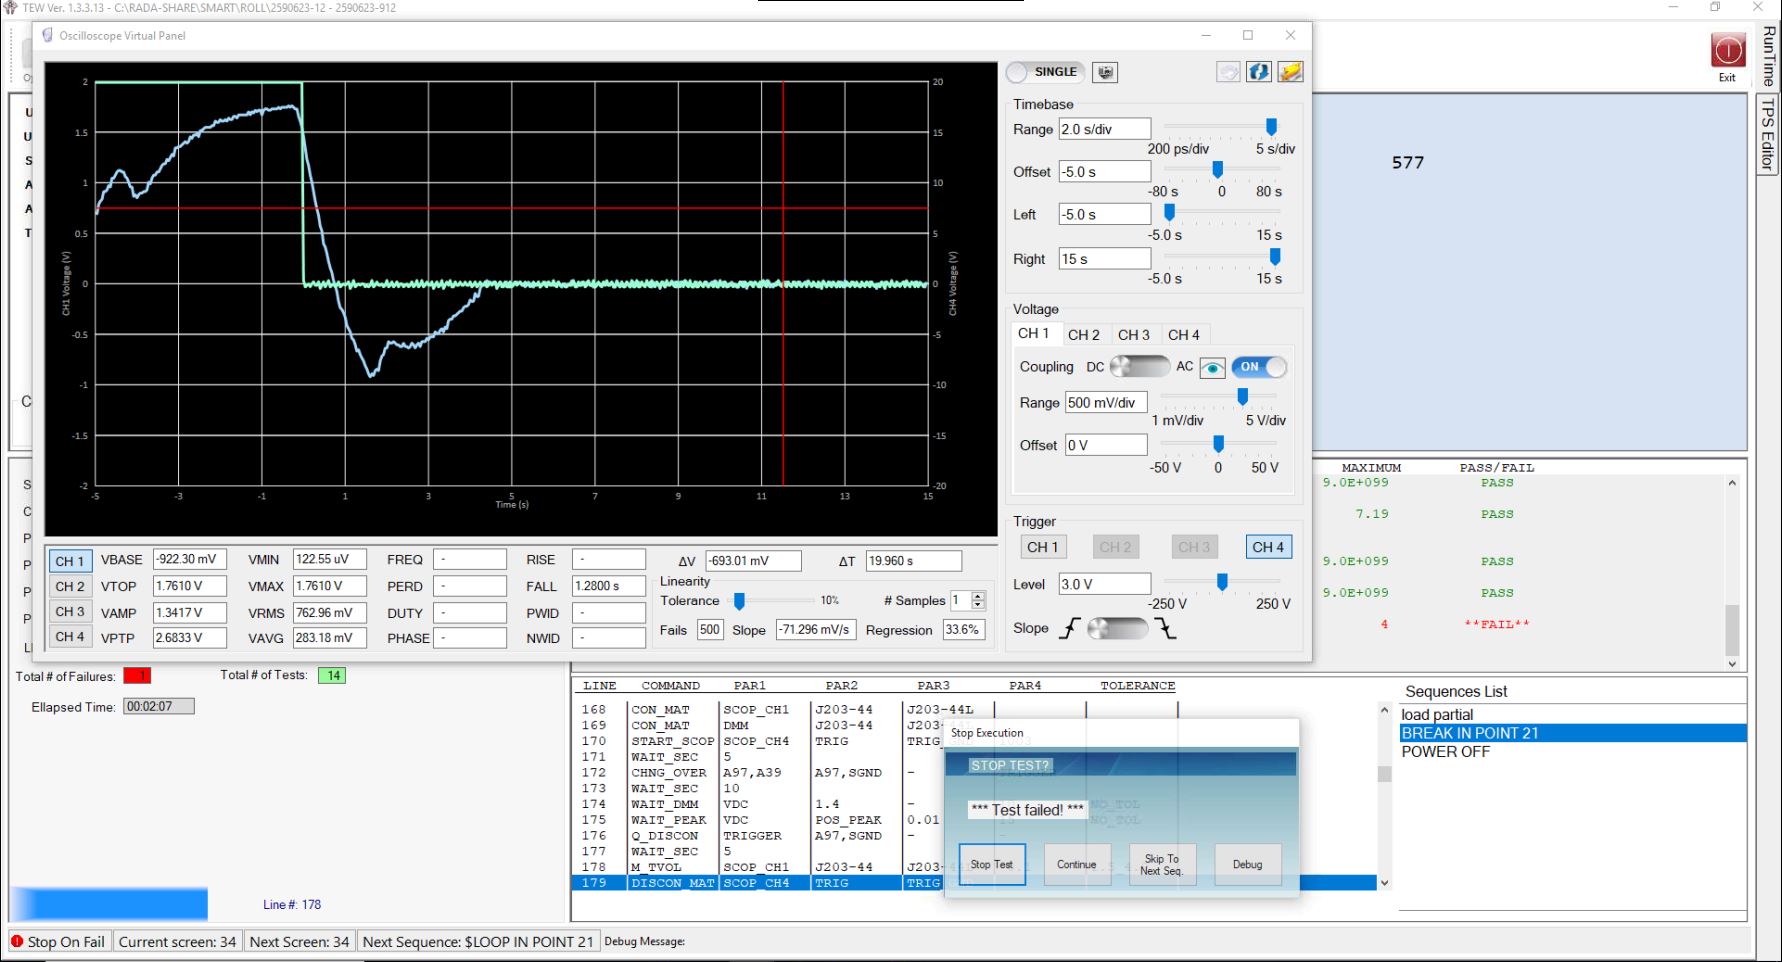 TEW Ver. 1.3.3.13 - C:\RADA-SHARE\SMART\ROLL\2590623-12 - 2590623-912
Oscilloscope Virtual Panel
SINGLE
Exit
RunTime
TPS Editor
577
2
1.5
1
0.5
0
-0.5
-1
-1.5
-2
CH1 Voltage (V)
20
15
10
5
0
-5
-10
-15
-20
CH4 Voltage (V)
-5 -3 -1 1 3 5 7 9 11 13 15
Time (s)
Timebase
Range 2.0 s/div
200 ps/div 5 s/div
Offset -5.0 s
-80 s 0 80 s
Left -5.0 s
-5.0 s 15 s
Right 15 s
-5.0 s 15 s
Voltage
CH 1 CH 2 CH 3 CH 4
Coupling DC AC ON
Range 500 mV/div
1 mV/div 5 V/div
Offset 0 V
-50 V 0 50 V
Trigger
CH 1 CH 2 CH 3 CH 4
Level 3.0 V
-250 V 250 V
Slope
CH 1 VBASE -922.30 mV VMIN 122.55 uV FREQ - RISE - ΔV -693.01 mV ΔT 19.960 s
CH 2 VTOP 1.7610 V VMAX 1.7610 V PERD - FALL 1.2800 s
CH 3 VAMP 1.3417 V VRMS 762.96 mV DUTY - PWID -
CH 4 VPTP 2.6833 V VAVG 283.18 mV PHASE - NWID -
Linearity
Tolerance 10% # Samples 1
Fails 500 Slope -71.296 mV/s Regression 33.6%
MAXIMUM PASS/FAIL
9.0E+099 PASS
7.19 PASS
9.0E+099 PASS
9.0E+099 PASS
4 **FAIL**
Total # of Failures: 1 Total # of Tests: 14
Ellapsed Time: 00:02:07
Line #: 178
LINE COMMAND PAR1 PAR2 PAR3 PAR4 TOLERANCE
168 CON_MAT SCOP_CH1 J203-44 J203-44L
169 CON_MAT DMM J203-44 J203-44L
170 START_SCOP SCOP_CH4 TRIG
171 WAIT_SEC 5
172 CHNG_OVER A97,A39 A97,SGND -
173 WAIT_SEC 10
174 WAIT_DMM VDC 1.4 - NO_TOL
175 WAIT_PEAK VDC POS_PEAK 0.01 15 NO_TOL
176 Q_DISCON TRIGGER A97,SGND -
177 WAIT_SEC 5
178 M_TVOL SCOP_CH1 J203-44
179 DISCON_MAT SCOP_CH4 TRIG
Stop Execution
STOP TEST?
*** Test failed! ***
Stop Test
Continue
Skip To
Next Seq.
Debug
Sequences List
load partial
BREAK IN POINT 21
POWER OFF
Stop On Fail Current screen: 34 Next Screen: 34 Next Sequence: $LOOP IN POINT 21 Debug Message: